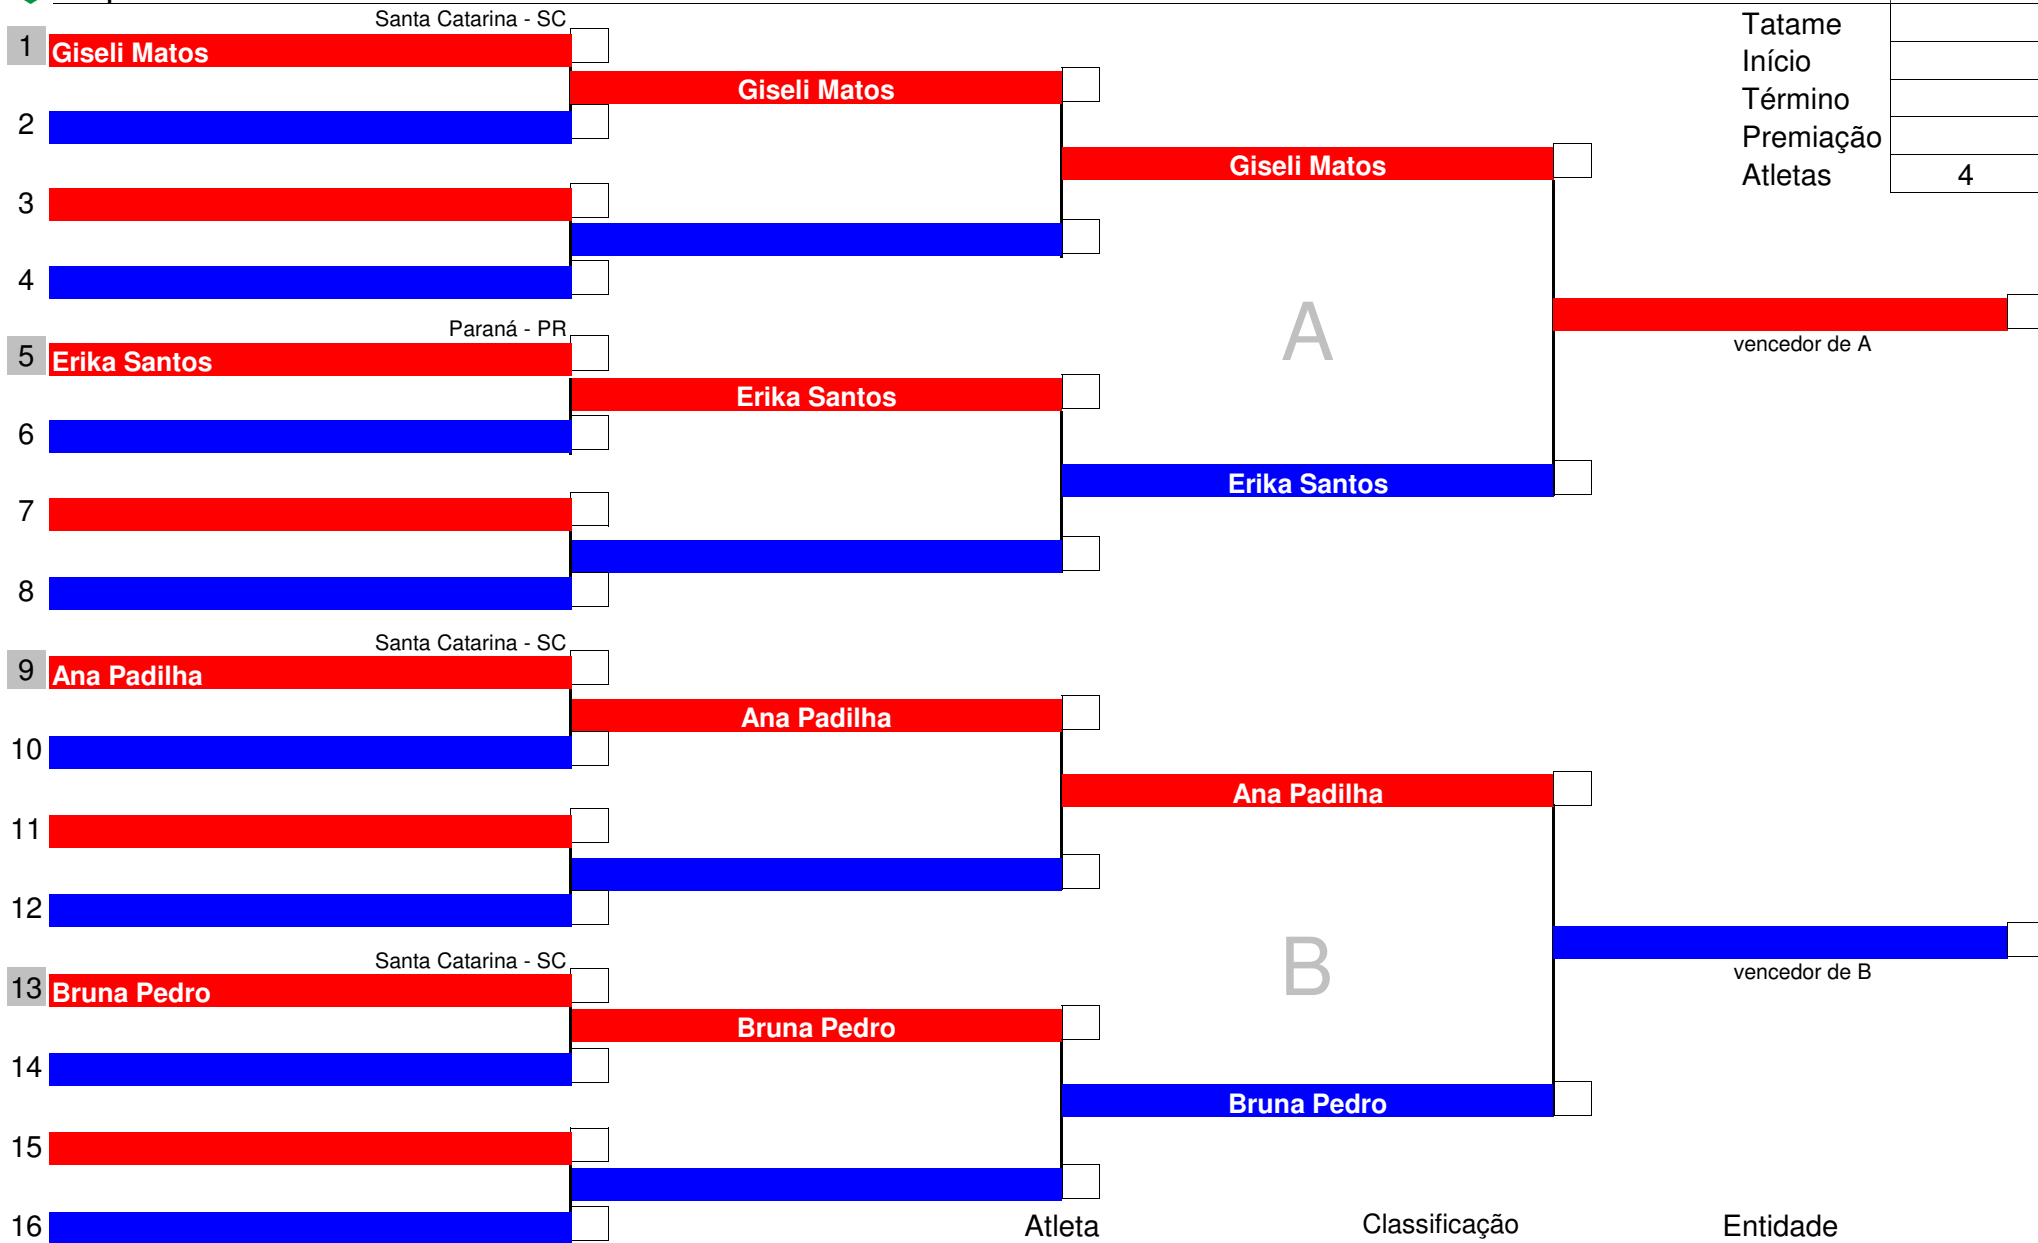 Santa Catarina - SC
1 Giseli Matos
Giseli Matos
2
Giseli Matos
3
4
Tatame
Início
Término
Premiação
Atletas 4
A
vencedor de A
Paraná - PR
5 Erika Santos
Erika Santos
6
Erika Santos
7
8
Santa Catarina - SC
9 Ana Padilha
Ana Padilha
10
Ana Padilha
11
12
B
vencedor de B
Santa Catarina - SC
13 Bruna Pedro
Bruna Pedro
14
Bruna Pedro
15
16
Atleta Classificação Entidade